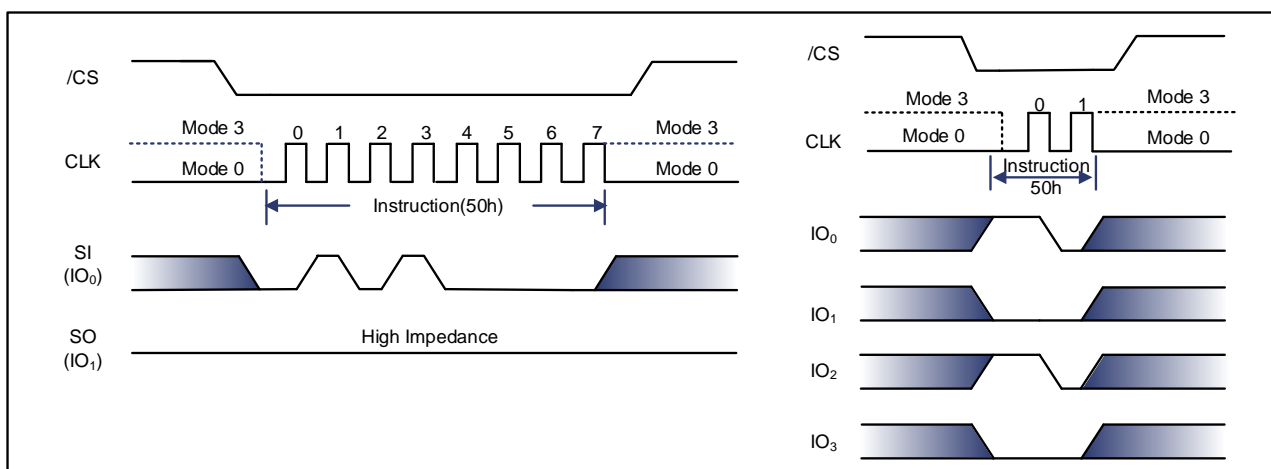 /CS
Mode 3 0 1 2 3 4 5 6 7 Mode 3
CLK
Mode 0 Mode 0
Instruction(50h)
SI
(IO0)
High Impedance
SO
(IO1)
/CS
Mode 3 0 1 Mode 3
CLK
Mode 0 Mode 0
Instruction
50h
IO0
IO1
IO2
IO3